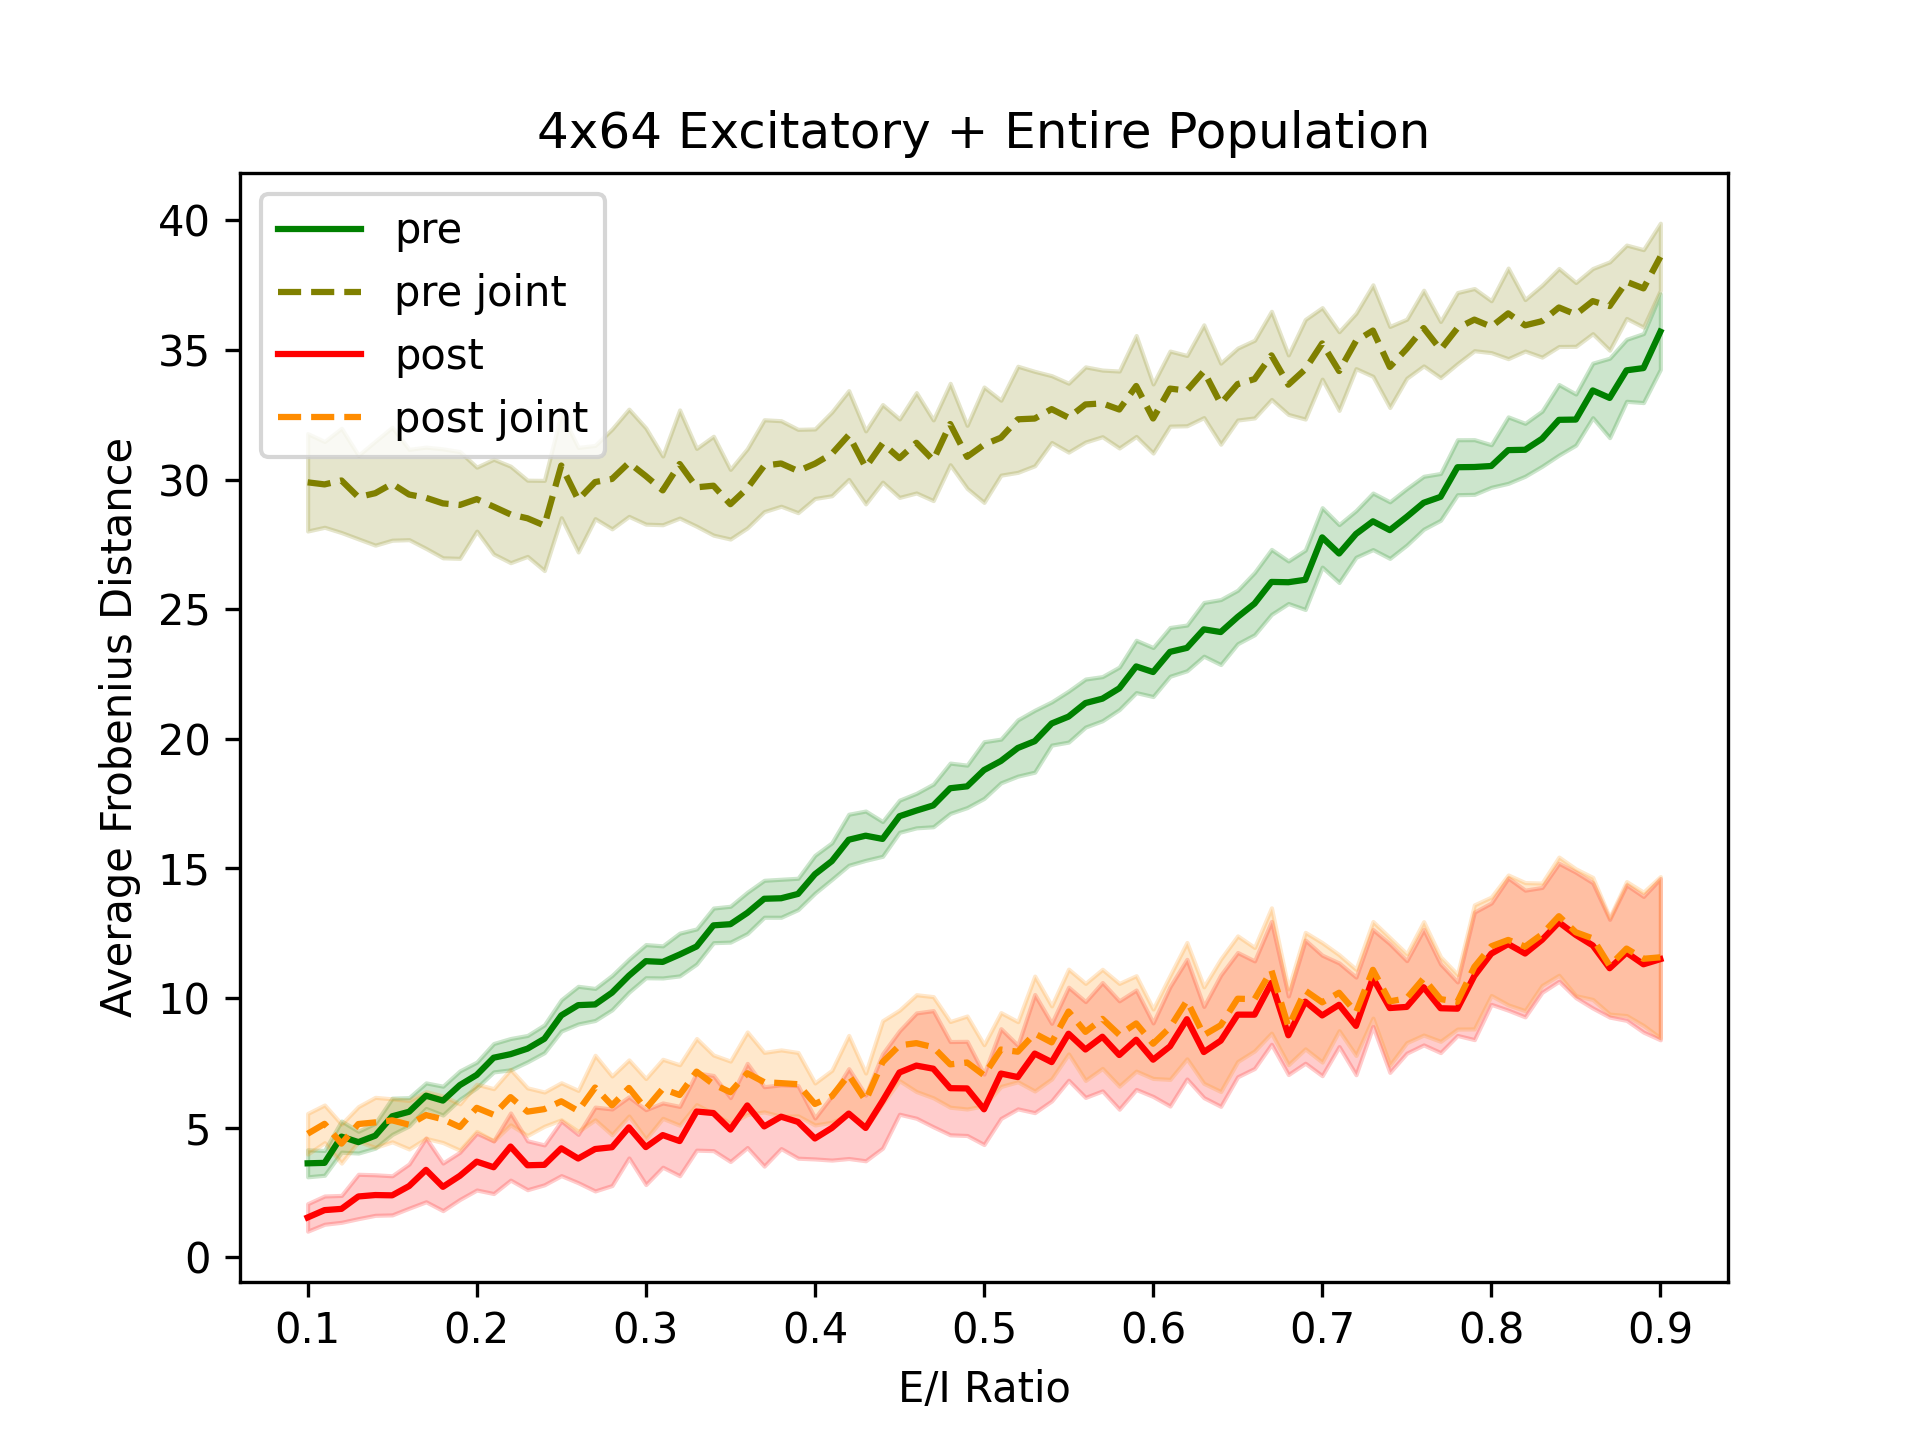 4x64 Excitatory + Entire Population
pre
pre joint
post
post joint
Average Frobenius Distance
40
35
30
25
20
15
10
5
0
0.1 0.2 0.3 0.4 0.5 0.6 0.7 0.8 0.9
E/I Ratio